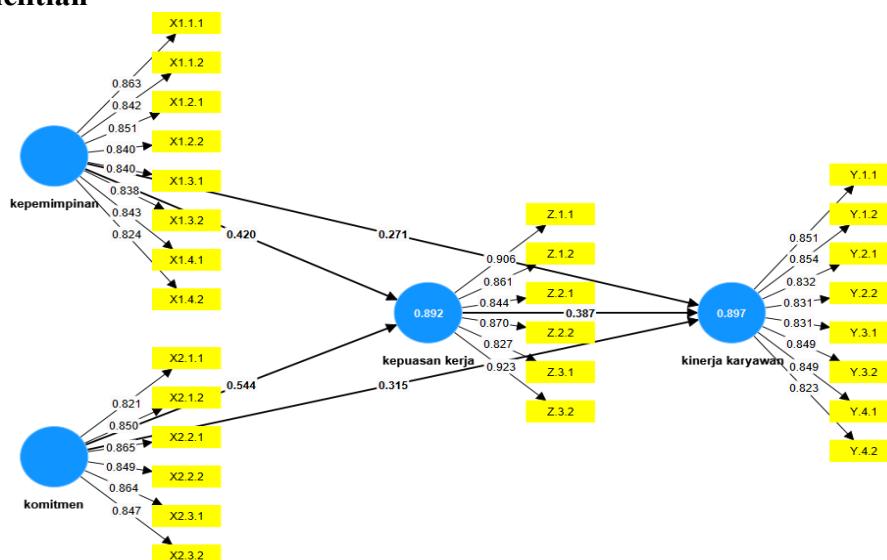 X1.1.1
X1.1.2
X1.2.1
X1.2.2
X1.3.1
X1.3.2
X1.4.1
X1.4.2
0.863
0.842
0.851
0.840
0.840
0.838
0.843
0.824
kepemimpinan
0.420
0.271
X2.1.1
X2.1.2
X2.2.1
X2.2.2
X2.3.1
X2.3.2
0.821
0.850
0.865
0.849
0.864
0.847
komitmen
0.544
0.315
Z.1.1
Z.1.2
Z.2.1
Z.2.2
Z.3.1
Z.3.2
0.906
0.861
0.844
0.870
0.827
0.923
0.892
kepuasan kerja
0.387
Y.1.1
Y.1.2
Y.2.1
Y.2.2
Y.3.1
Y.3.2
Y.4.1
Y.4.2
0.851
0.854
0.832
0.831
0.831
0.849
0.849
0.823
0.897
kinerja karyawan